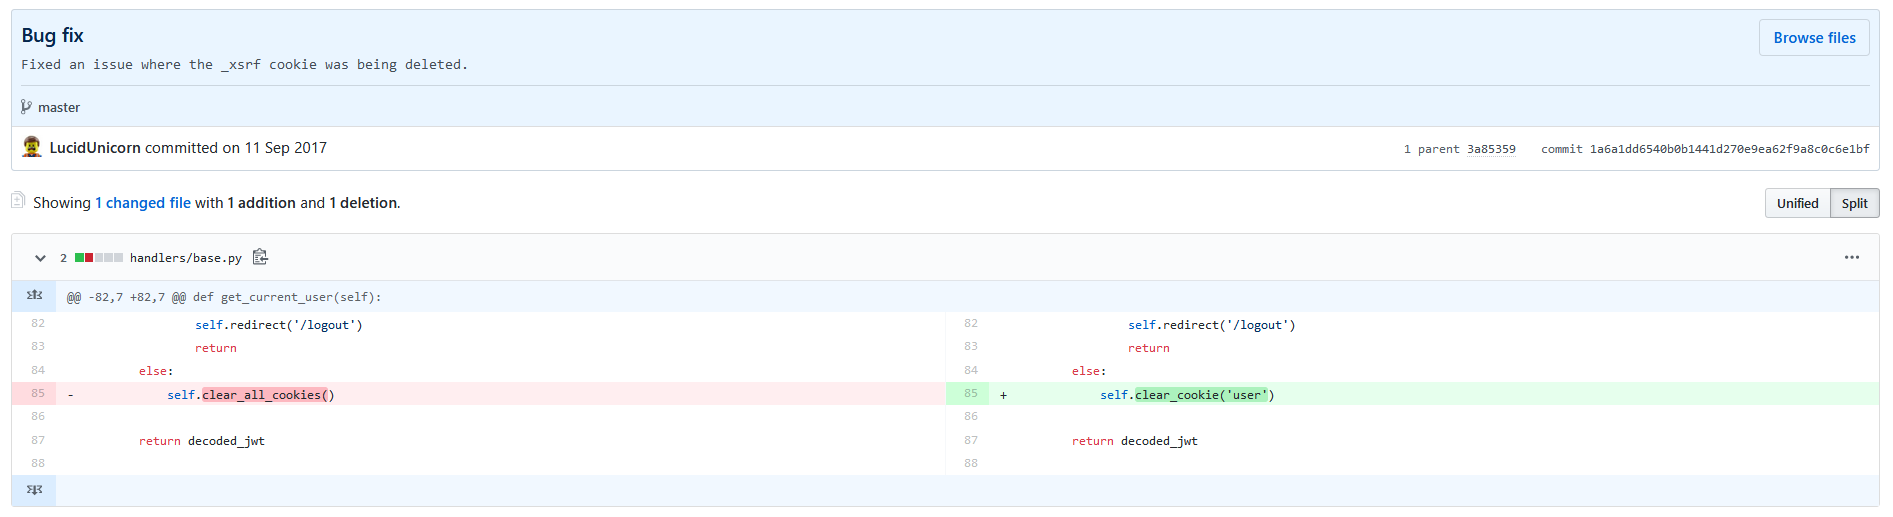 Bug fix
Browse files
Fixed an issue where the _xsrf cookie was being deleted.
master
LucidUnicorn committed on 11 Sep 2017
1 parent 3a85359 commit 1a6a1dd6540b0b1441d270e9ea62f9a8c0c6e1bf
Showing 1 changed file with 1 addition and 1 deletion.
Unified Split
2 handlers/base.py
@@ -82,7 +82,7 @@ def get_current_user(self):
82 self.redirect('/logout') 82 self.redirect('/logout')
83 return 83 return
84 else: 84 else:
85 - self.clear_all_cookies() 85 + self.clear_cookie('user')
86 86
87 return decoded_jwt 87 return decoded_jwt
88 88